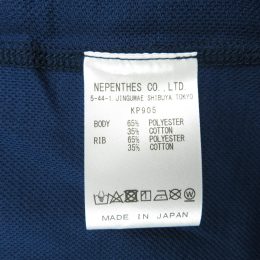 NEPENTHES CO., LTD.
5-44-1, JINGUMAE SHIBUYA TOKYO
KP905
BODY 65% POLYESTER
35% COTTON
RIB 65% POLYESTER
35% COTTON
MADE IN JAPAN